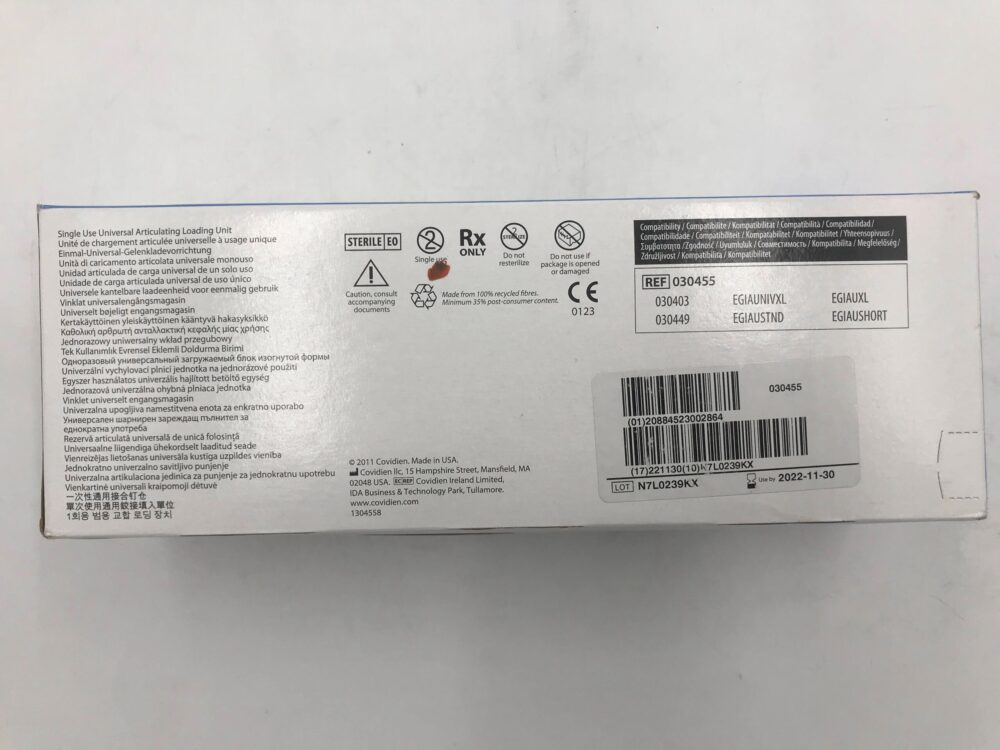 Single Use Universal Articulating Loading Unit
Unité de chargement articulée universelle à usage unique
Einmal-Universal-Gelenkladevorrichtung
Unità di caricamento articolata universale monouso
Unidad articulada de carga universal de un solo uso
Unidade de carga articulada universal de uso único
Universele kantelbare laadeenheid voor eenmalig gebruik
Vinklat universalengångsmagasin
Universelt bøjeligt engangsmagasin
Kertakäyttöinen yleiskäyttöinen kääntyvä hakasyksikkö
Καθολική αρθρωτή ανταλλακτική κεφαλής μίας χρήσης
Jednorazowy uniwersalny wkład przegubowy
Tek Kullanımlık Evrensel Eklemli Doldurma Birimi
Одноразовый универсальный загружаемый блок изогнутой формы
Univerzální vychylovací plnicí jednotka na jednorázové použití
Egyszer használatos univerzális hajlított betöltő egység
Jednorazová univerzálna ohybná plniaca jednotka
Vinklet universelt engangsmagasin
Univerzalna upogljiva namestitvena enota za enkratno uporabo
Универсален шарнирен зареждащ пълнител за
еднократна употреба
Rezervă articulată universală de unică folosinţă
Universaalne liigendiga ühekordselt laaditud seade
Vienreizējas lietošanas universāla kustīga uzpildes vienība
Jednokratno univerzalno savitljivo punjenje
Univerzalna artikulaciona jedinica za punjenje za jednokratnu upotrebu
Vienkartinė universali kraipomoji dėtuvė
一次性通用接合钉仓
單次使用通用鉸接填入單位
1회용 범용 교합 로딩 장치
STERILE EO
2
Single use
Rx
ONLY
STERILIZE
Do not
resterilize
Do not use if
package is opened
or damaged
Caution, consult
accompanying
documents
Made from 100% recycled fibres.
Minimum 35% post-consumer content.
CE
0123
© 2011 Covidien. Made in USA.
Covidien llc, 15 Hampshire Street, Mansfield, MA
02048 USA. EC REP Covidien Ireland Limited,
IDA Business & Technology Park, Tullamore.
www.covidien.com
1304558
Compatibility / Compatibilité / Kompatibilität / Compatibilità / Compatibilidad /
Compatibilidade / Compatibiliteit / Kompatibilitet / Kompatibilitet / Yhteensopivuus /
Συμβατότητα / Zgodność / Uyumluluk / Совместимость / Kompatibilita / Megfelelőség /
Združljivost / Kompatibilita / Kompatibilitet
REF 030455
030403 EGIAUNIVXL EGIAUXL
030449 EGIAUSTND EGIAUSHORT
030455
(01)20884523002864
(17)221130(10)N7L0239KX
LOT N7L0239KX Use by 2022-11-30